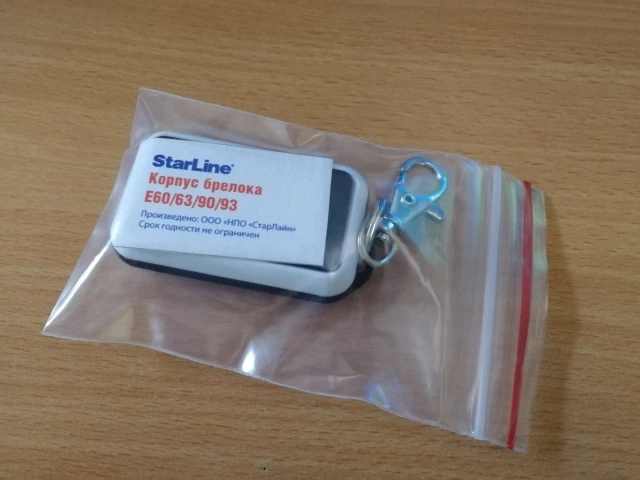 StarLine®
Корпус брелока
E60/63/90/93
Произведено: ООО «НПО «СтарЛайн»
Срок годности не ограничен